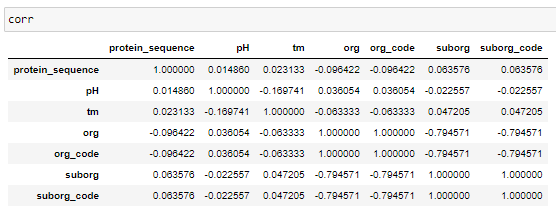 corr
protein_sequence pH tm org org_code suborg suborg_code
protein_sequence 1.000000 0.014860 0.023133 -0.096422 -0.096422 0.063576 0.063576
pH 0.014860 1.000000 -0.169741 0.036054 0.036054 -0.022557 -0.022557
tm 0.023133 -0.169741 1.000000 -0.063333 -0.063333 0.047205 0.047205
org -0.096422 0.036054 -0.063333 1.000000 1.000000 -0.794571 -0.794571
org_code -0.096422 0.036054 -0.063333 1.000000 1.000000 -0.794571 -0.794571
suborg 0.063576 -0.022557 0.047205 -0.794571 -0.794571 1.000000 1.000000
suborg_code 0.063576 -0.022557 0.047205 -0.794571 -0.794571 1.000000 1.000000